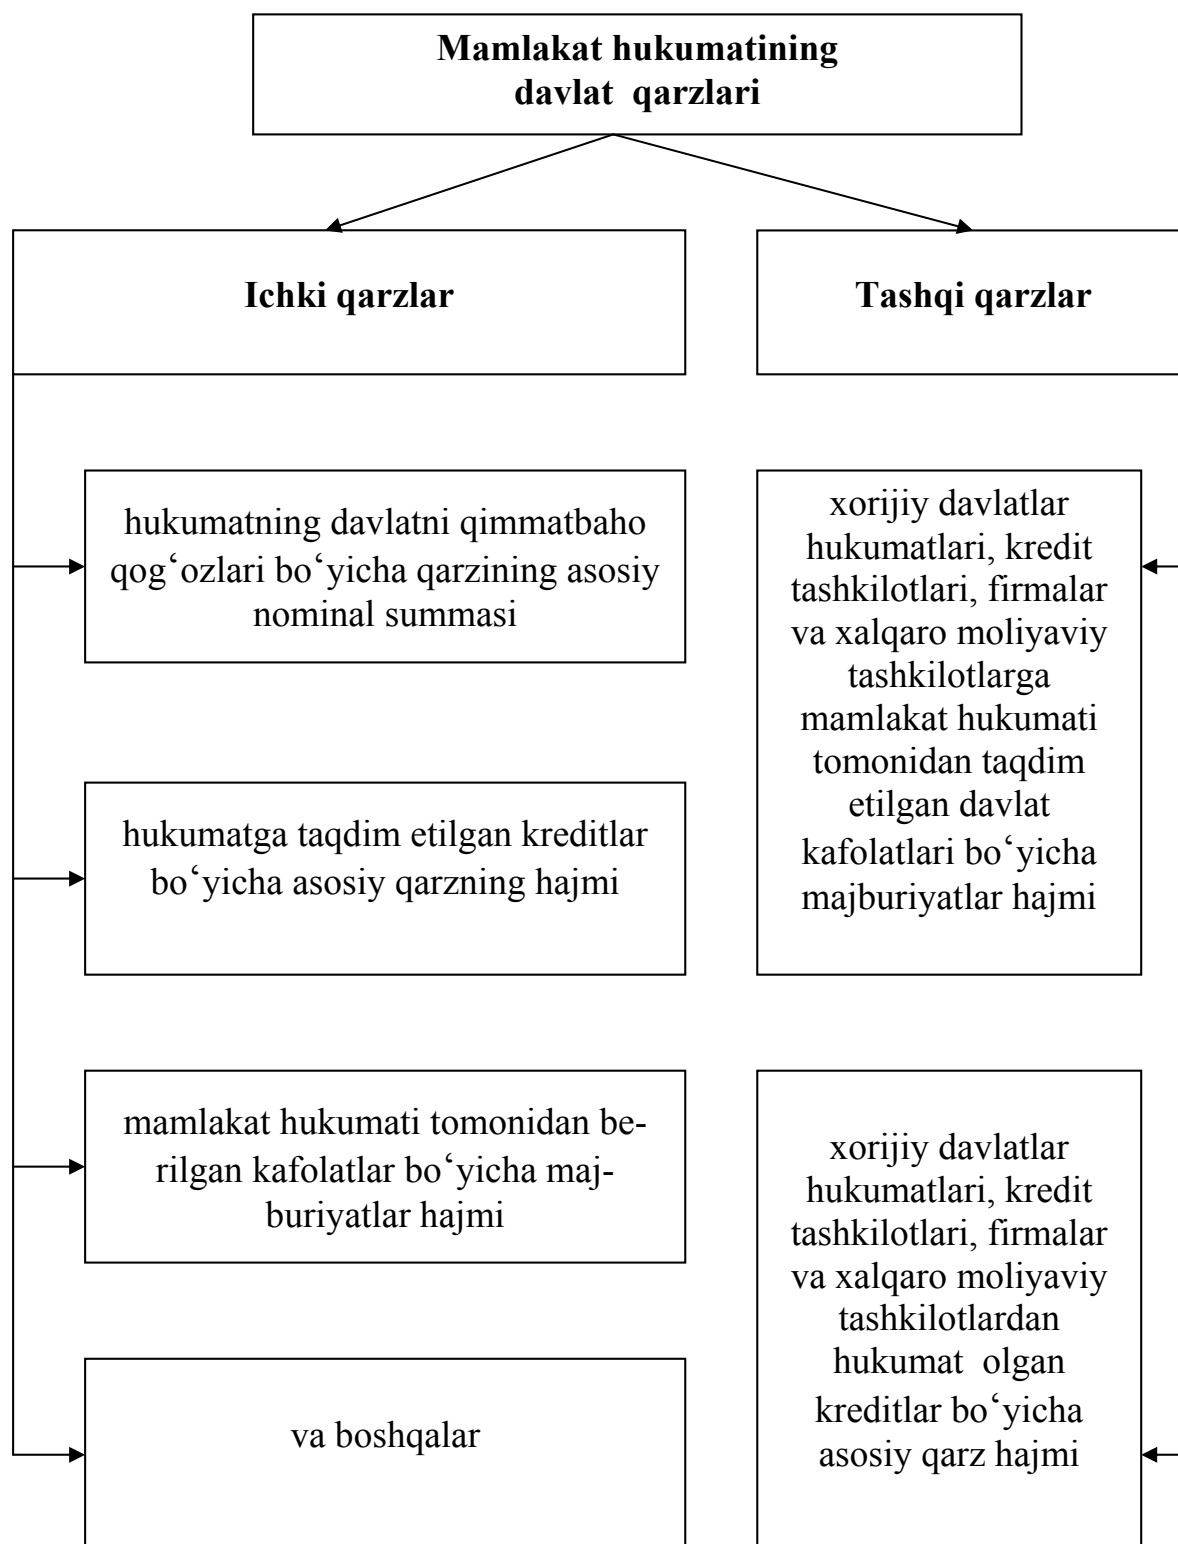 Mamlakat hukumatining
davlat qarzlari
Ichki qarzlar
Tashqi qarzlar
hukumatning davlatni qimmatbaho
qog‘ozlari bo‘yicha qarzining asosiy
nominal summasi
hukumatga taqdim etilgan kreditlar
bo‘yicha asosiy qarzning hajmi
mamlakat hukumati tomonidan be-
rilgan kafolatlar bo‘yicha maj-
buriyatlar hajmi
va boshqalar
xorijiy davlatlar
hukumatlari, kredit
tashkilotlari, firmalar
va xalqaro moliyaviy
tashkilotlarga
mamlakat hukumati
tomonidan taqdim
etilgan davlat
kafolatlari bo‘yicha
majburiyatlar hajmi
xorijiy davlatlar
hukumatlari, kredit
tashkilotlari, firmalar
va xalqaro moliyaviy
tashkilotlardan
hukumat olgan
kreditlar bo‘yicha
asosiy qarz hajmi